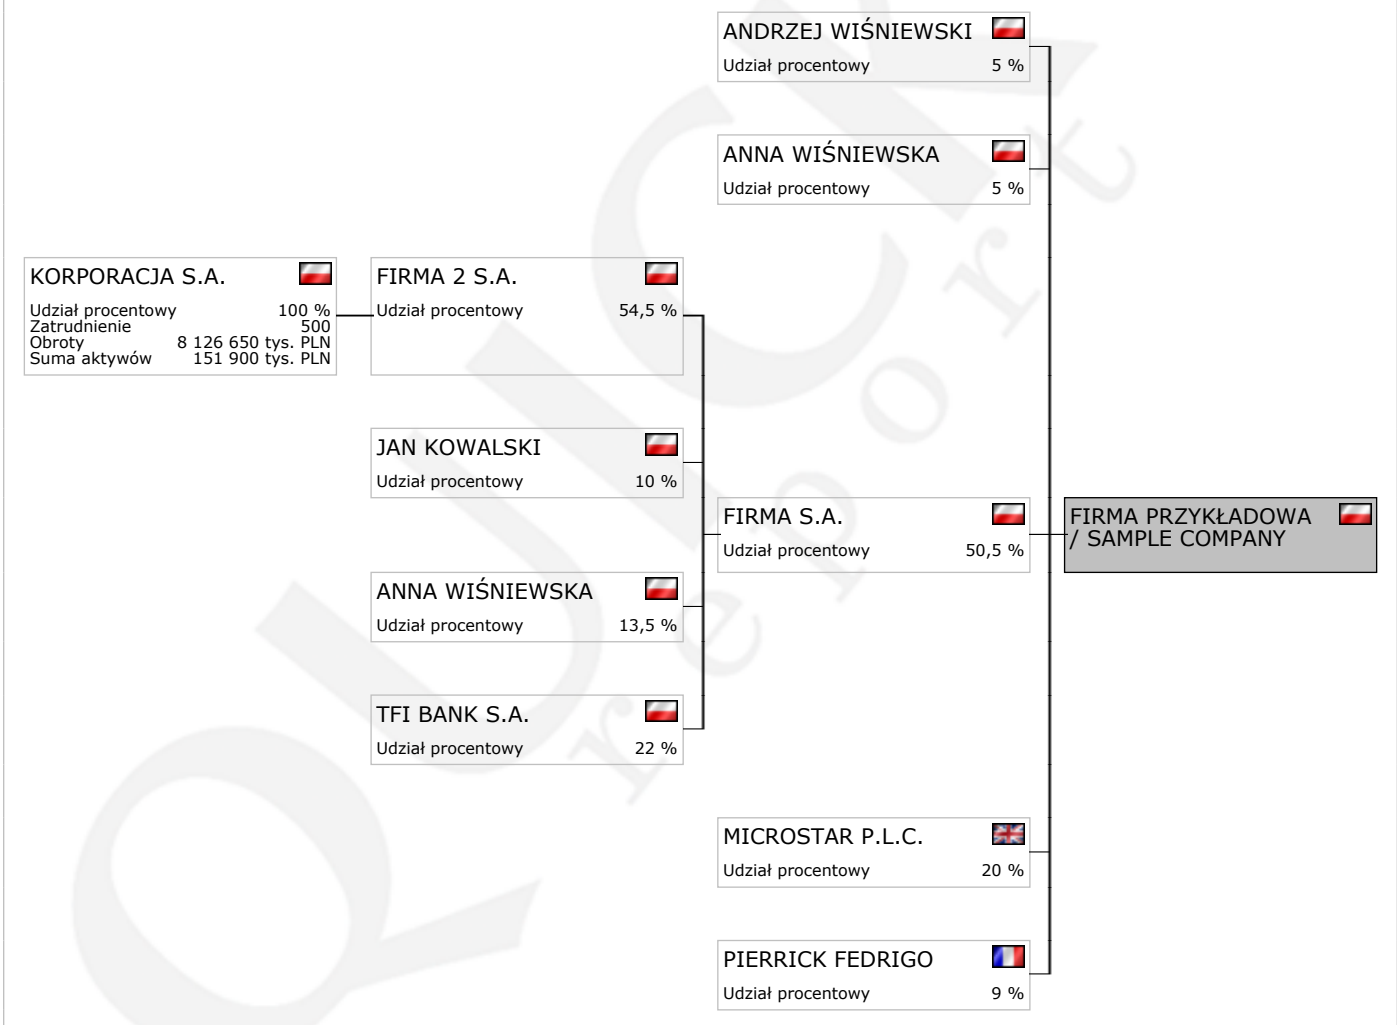 ANDRZEJ WIŚNIEWSKI
Udział procentowy 5 %
ANNA WIŚNIEWSKA
Udział procentowy 5 %
KORPORACJA S.A.
Udział procentowy 100 %
Zatrudnienie 500
Obroty 8 126 650 tys. PLN
Suma aktywów 151 900 tys. PLN
FIRMA 2 S.A.
Udział procentowy 54,5 %
JAN KOWALSKI
Udział procentowy 10 %
ANNA WIŚNIEWSKA
Udział procentowy 13,5 %
TFI BANK S.A.
Udział procentowy 22 %
FIRMA S.A.
Udział procentowy 50,5 %
FIRMA PRZYKŁADOWA
/ SAMPLE COMPANY
MICROSTAR P.L.C.
Udział procentowy 20 %
PIERRICK FEDRIGO
Udział procentowy 9 %
QUICK
report